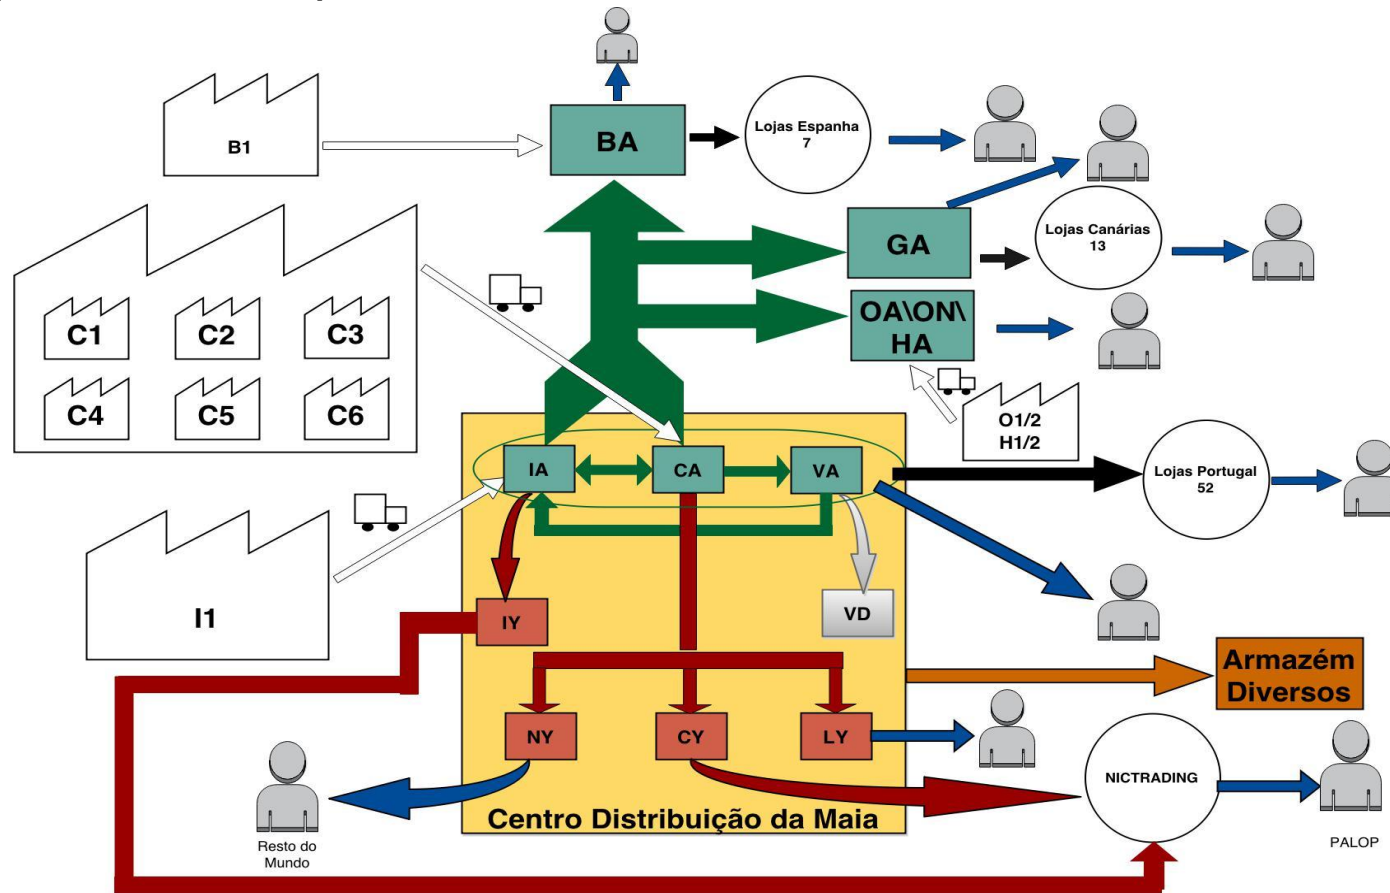 B1
BA
Lojas Espanha
7
GA
Lojas Canárias
13
C1
C2
C3
C4
C5
C6
OA\ON\
HA
O1/2
H1/2
IA
CA
VA
Lojas Portugal
52
I1
IY
VD
Armazém
Diversos
NY
CY
LY
NICTRADING
Centro Distribuição da Maia
Resto do
Mundo
PALOP